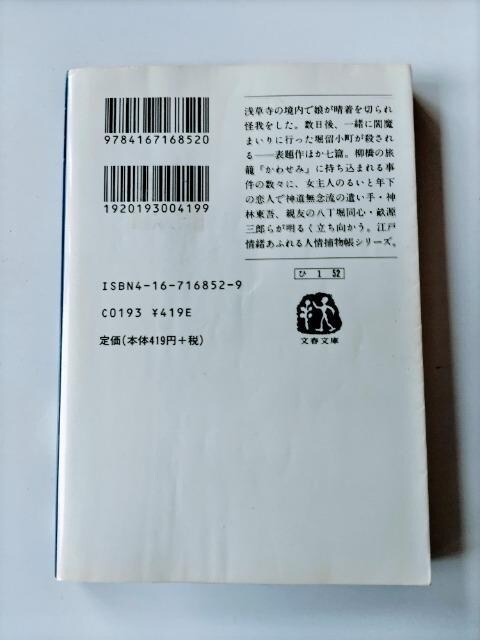 9784167168520
1920193004199
ISBN4-16-716852-9
C0193 ¥419E
定価(本体419円+税)
浅草寺の境内で娘が晴着を切られ
怪我をした。数日後、一緒に閻魔
まいりに行った堀留小町が殺され
る——表題作ほか七篇。柳橋の旅
籠『かわせみ』に持ち込まれる事
件の数々に、女主人のるいと年下
の恋人で神道無念流の遣い手・神
林東吾、親友の八丁堀同心・畝源
三郎らが明るく立ち向かう。江戸
情緒あふれる人情捕物帳シリーズ。
ひ 1 52
文春文庫